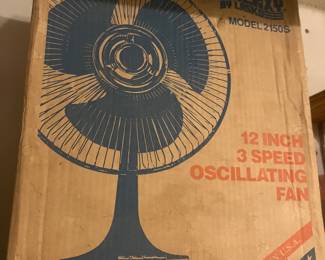 MODEL 2150S
12 INCH
3 SPEED
OSCILLATING
FAN
U.S.A.